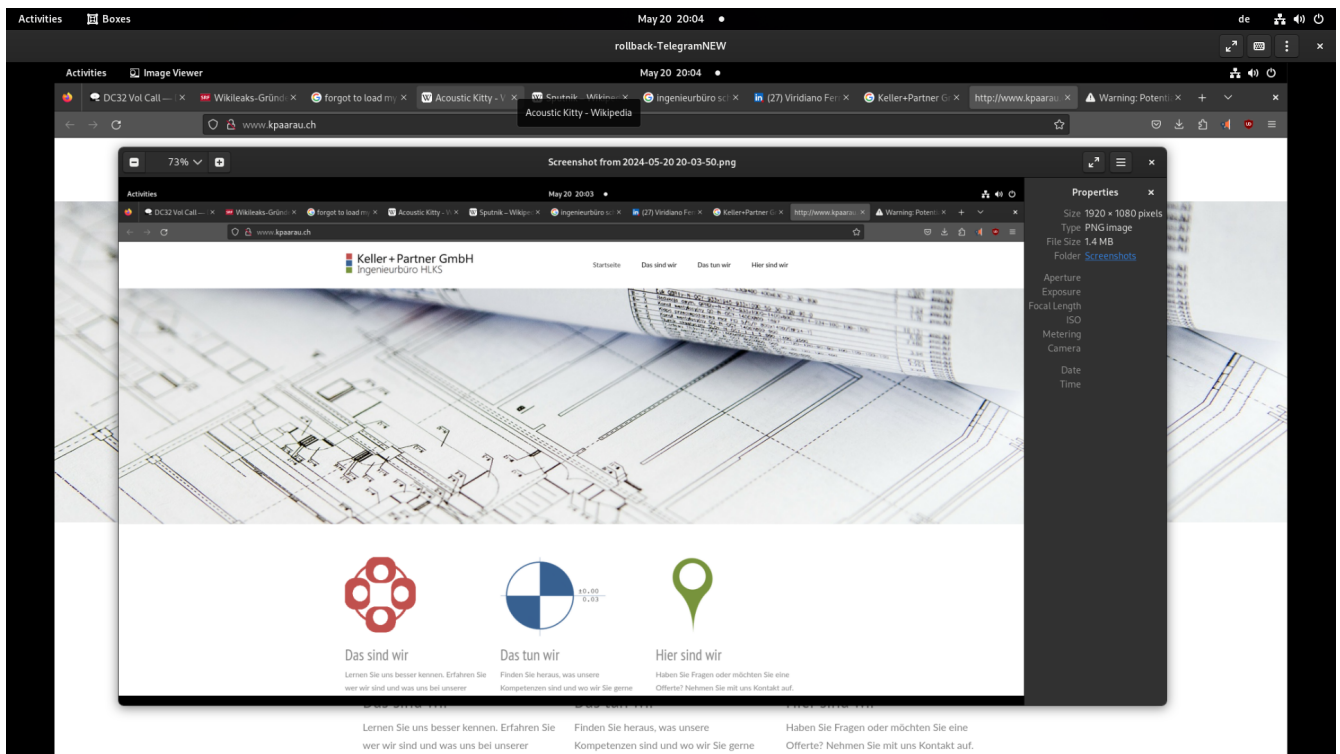 Activities Boxes May 20 20:04 de
rollback-TelegramNEW
Activities Image Viewer May 20 20:04
DC32 Vol Call — Wikileaks-Gründ forgot to load my Acoustic Kitty - Sputnik – Wikipe ingenieurbüro sc (27) Viridiano Fer Keller+Partner G http://www.kpaarau. Warning: Potenti
Acoustic Kitty - Wikipedia
www.kpaarau.ch
73% Screenshot from 2024-05-20 20-03-50.png
Activities May 20 20:03
DC32 Vol Call — Wikileaks-Gründ forgot to load my Acoustic Kitty - Sputnik – Wikipe ingenieurbüro sc (27) Viridiano Fer Keller+Partner G http://www.kpaarau. Warning: Potenti
www.kpaarau.ch
Keller+Partner GmbH
Ingenieurbüro HLKS
Startseite Das sind wir Das tun wir Hier sind wir
±0.00
0.03
Das sind wir Das tun wir Hier sind wir
Lernen Sie uns besser kennen. Erfahren Sie Finden Sie heraus, was unsere Haben Sie Fragen oder möchten Sie eine
wer wir sind und was uns bei unserer Kompetenzen sind und wo wir Sie gerne Offerte? Nehmen Sie mit uns Kontakt auf.
Properties
Size 1920 × 1080 pixels
Type PNG image
File Size 1.4 MB
Folder Screenshots
Aperture
Exposure
Focal Length
ISO
Metering
Camera
Date
Time
Lernen Sie uns besser kennen. Erfahren Sie Finden Sie heraus, was unsere Haben Sie Fragen oder möchten Sie eine
wer wir sind und was uns bei unserer Kompetenzen sind und wo wir Sie gerne Offerte? Nehmen Sie mit uns Kontakt auf.